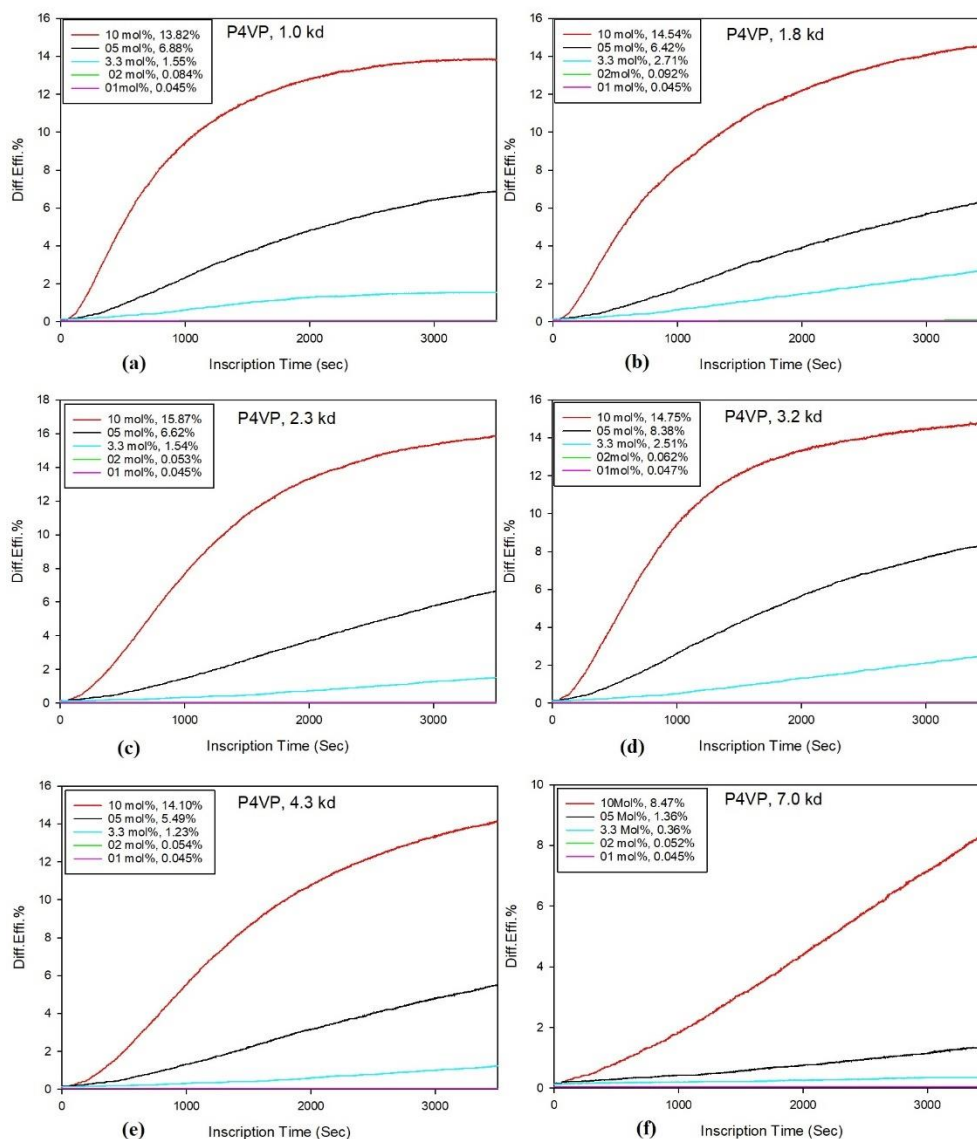 P4VP, 1.0 kd
10 mol%, 13.82%
05 mol%, 6.88%
3.3 mol%, 1.55%
02 mol%, 0.084%
01mol%, 0.045%
Diff.Effi.%
16
14
12
10
8
6
4
2
0
0
1000
2000
3000
Inscription Time (sec)
(a)
P4VP, 1.8 kd
10 mol%, 14.54%
05 mol%, 6.42%
3.3 mol%, 2.71%
02mol%, 0.092%
01 mol%, 0.045%
Diff.Effi.%
16
14
12
10
8
6
4
2
0
0
1000
2000
3000
Inscription Time (Sec)
(b)
P4VP, 2.3 kd
10 mol%, 15.87%
05 mol%, 6.62%
3.3 mol%, 1.54%
02 mol%, 0.053%
01 mol%, 0.045%
Diff.Effi.%
18
16
14
12
10
8
6
4
2
0
0
1000
2000
3000
Inscription Time (Sec)
(c)
P4VP, 3.2 kd
10 mol%, 14.75%
05 mol%, 8.38%
3.3 mol%, 2.51%
02mol%, 0.062%
01mol%, 0.047%
Diff.Effi.%
16
14
12
10
8
6
4
2
0
0
1000
2000
3000
Inscription Time (Sec)
(d)
P4VP, 4.3 kd
10 mol%, 14.10%
05 mol%, 5.49%
3.3 mol%, 1.23%
02 mol%, 0.054%
01 mol%, 0.045%
Diff.Effi.%
16
14
12
10
8
6
4
2
0
0
1000
2000
3000
Inscription Time (Sec)
(e)
P4VP, 7.0 kd
10Mol%, 8.47%
05 Mol%, 1.36%
3.3 Mol%, 0.36%
02 mol%, 0.052%
01 mol%, 0.045%
Diff.Effi.%
10
8
6
4
2
0
0
1000
2000
3000
Inscription Time (Sec)
(f)